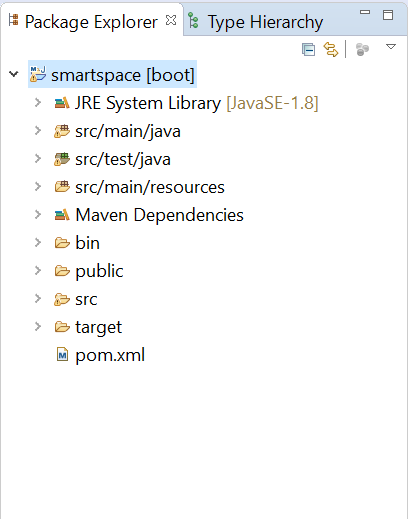 Package Explorer Type Hierarchy
smartspace [boot]
JRE System Library [JavaSE-1.8]
src/main/java
src/test/java
src/main/resources
Maven Dependencies
bin
public
src
target
pom.xml